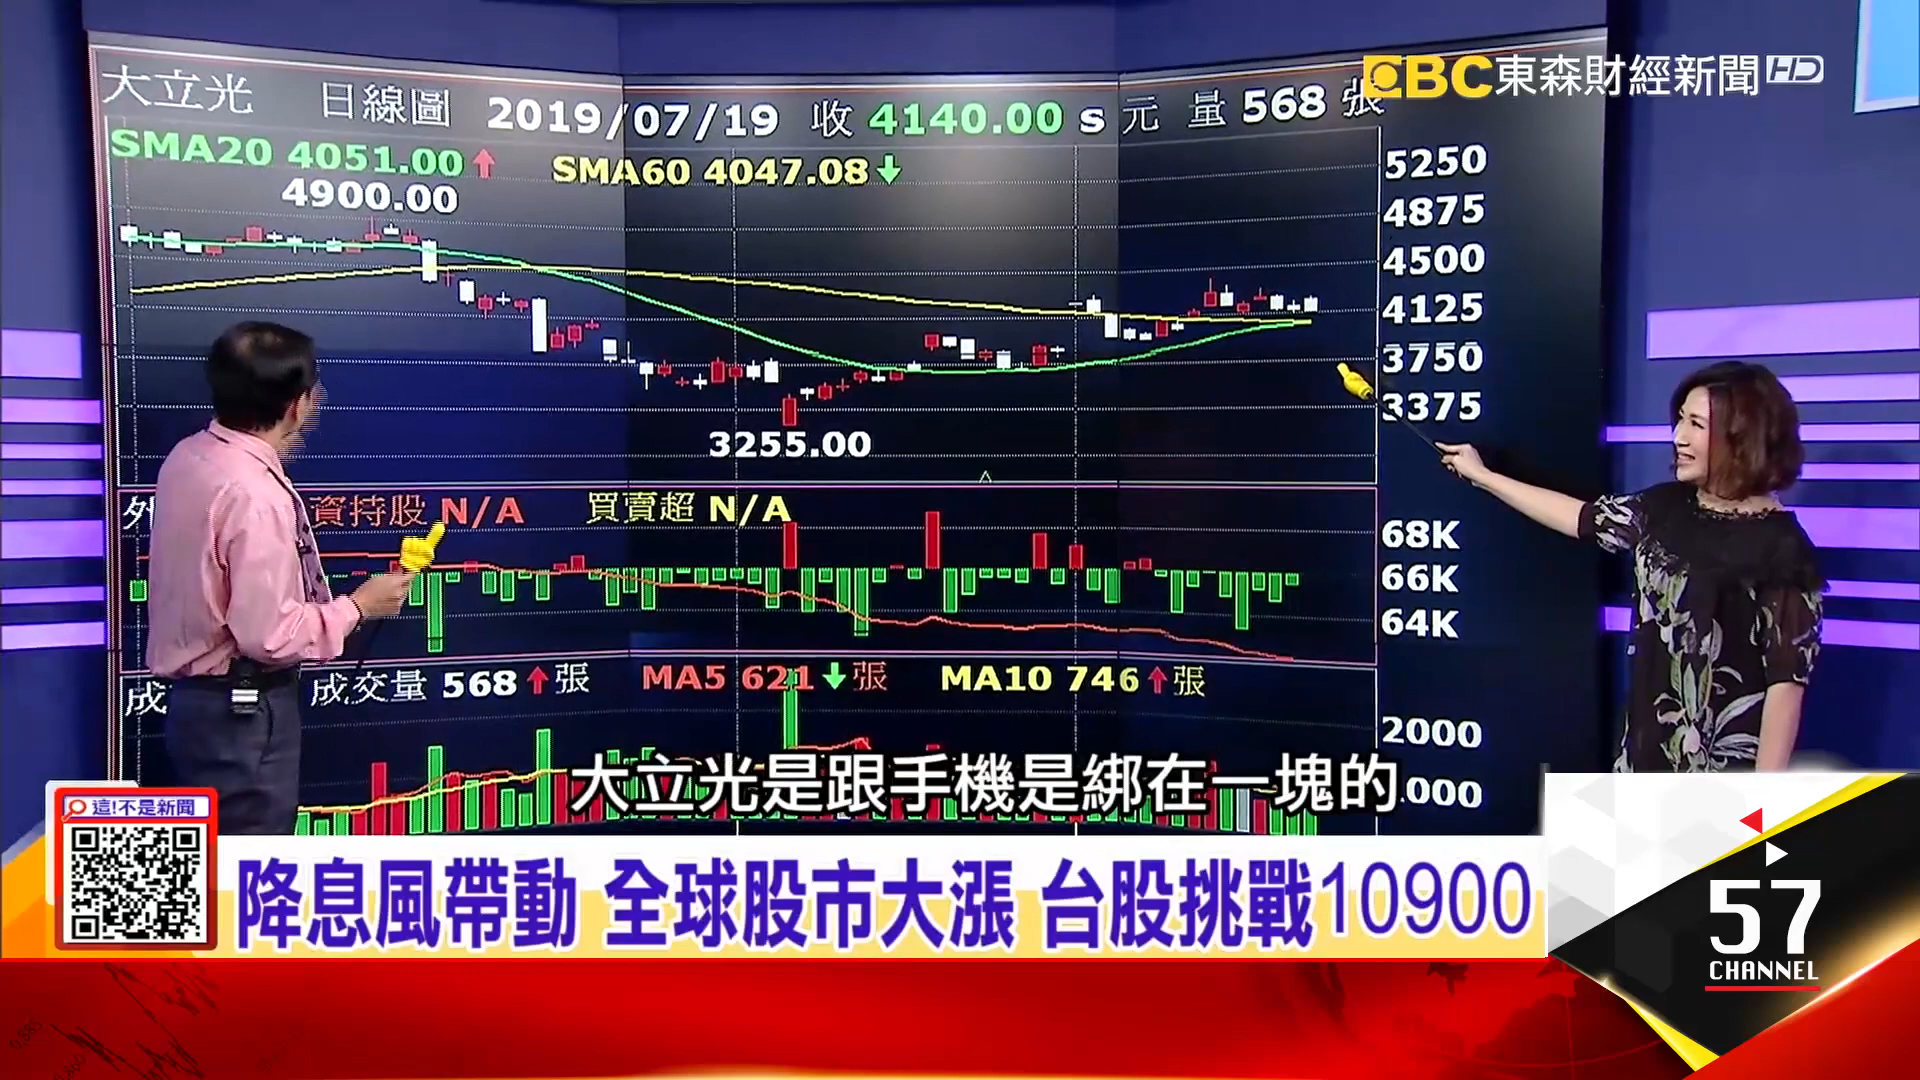 EBC東森財經新聞HD
大立光 日線圖 2019/07/19 收 4140.00 s 元 量 568 張
SMA20 4051.00 SMA60 4047.08
4900.00
5250
4875
4500
4125
3750
3375
3255.00
外 資持股 N/A 買賣超 N/A
68K
66K
64K
成 成交量 568 張 MA5 621 張 MA10 746 張
2000
大立光是跟手機是綁在一塊的
這!不是新聞
降息風帶動 全球股市大漲 台股挑戰10900
57
CHANNEL